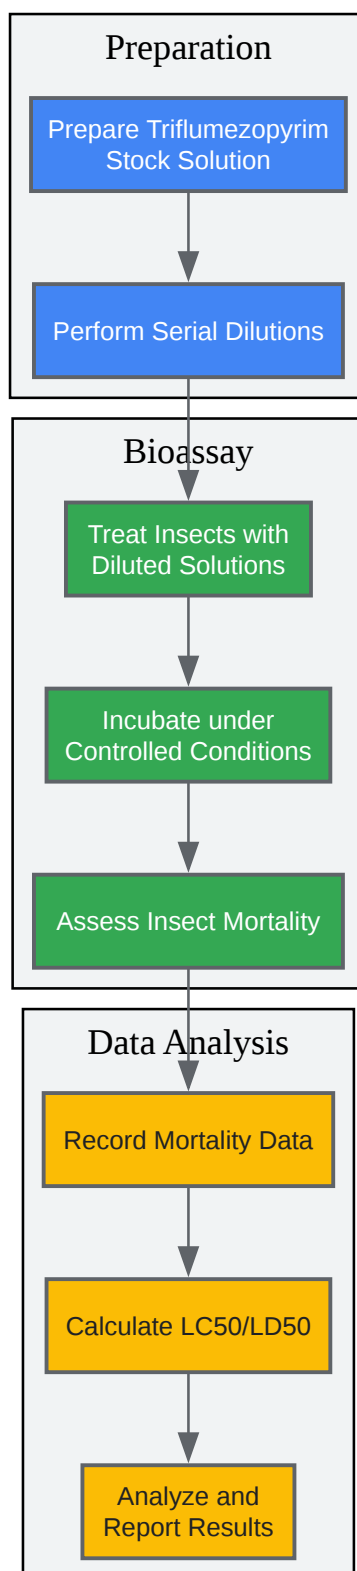 Preparation
Prepare Triflumezopyrim
Stock Solution
Perform Serial Dilutions
Bioassay
Treat Insects with
Diluted Solutions
Incubate under
Controlled Conditions
Assess Insect Mortality
Data Analysis
Record Mortality Data
Calculate LC50/LD50
Analyze and
Report Results